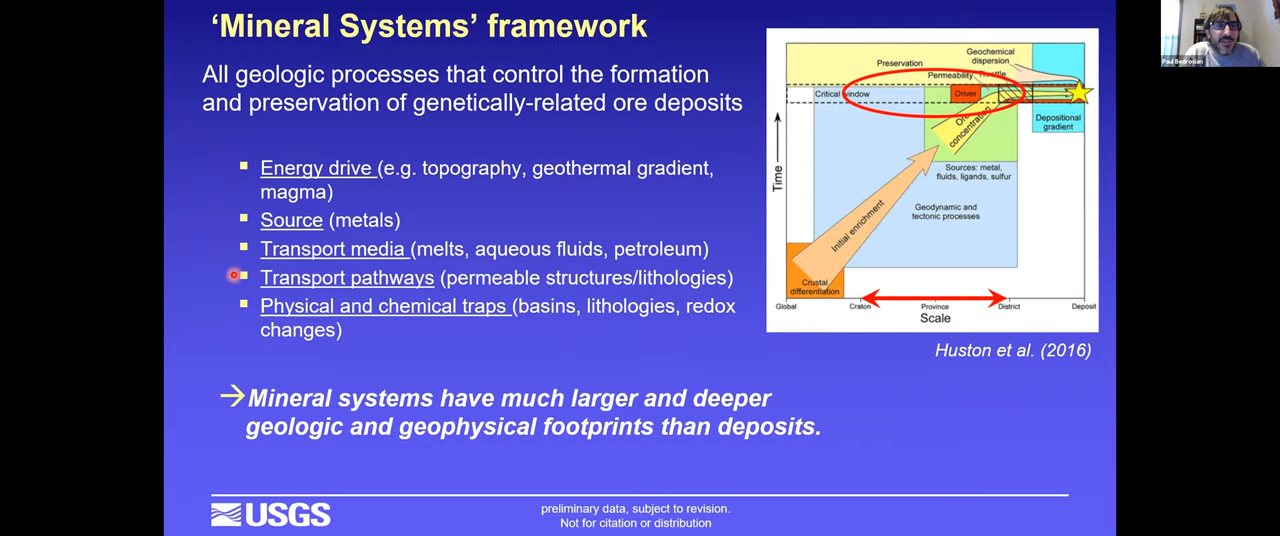 ‘Mineral Systems’ framework
All geologic processes that control the formation
and preservation of genetically-related ore deposits
Energy drive (e.g. topography, geothermal gradient,
magma)
Source (metals)
Transport media (melts, aqueous fluids, petroleum)
Transport pathways (permeable structures/lithologies)
Physical and chemical traps (basins, lithologies, redox
changes)
→Mineral systems have much larger and deeper
geologic and geophysical footprints than deposits.
Geochemical
dispersion
Preservation
Permeability Throttle
Critical window
Driver
Ore
concentration
Depositional
gradient
Sources: metal,
fluids, ligands, sulfur
Geodynamic and
tectonic processes
Initial enrichment
Crustal
differentiation
Time
Global Craton Province District Deposit
Scale
Huston et al. (2016)
USGS
preliminary data, subject to revision.
Not for citation or distribution
Paul Bedrosian